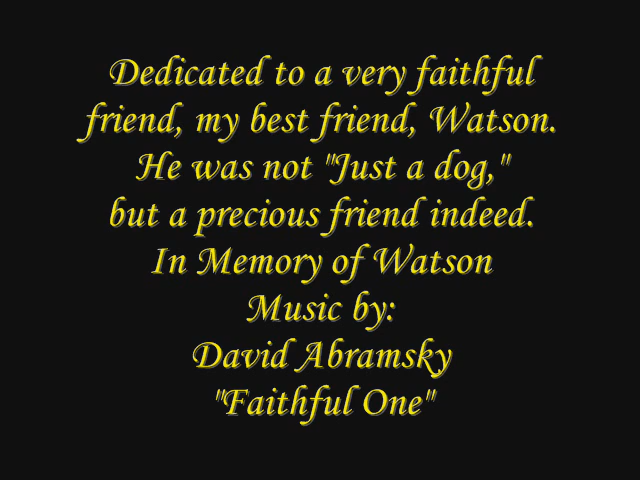 Dedicated to a very faithful
friend, my best friend, Watson.
He was not "Just a dog,"
but a precious friend indeed.
In Memory of Watson
Music by:
David Abramsky
"Faithful One"